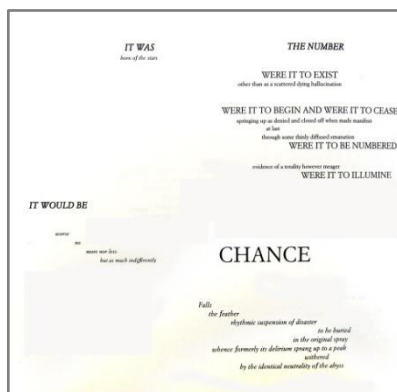 IT WAS
born of the stars
THE NUMBER
WERE IT TO EXIST
other than as a scattered dying hallucination
WERE IT TO BEGIN AND WERE IT TO CEASE
springing up as denied and closed off when made manifest
at last
through some thinly diffused emanation
WERE IT TO BE NUMBERED
evidence of a totality however meager
WERE IT TO ILLUMINE
IT WOULD BE
worse
no
more nor less
but as much indifferently
CHANCE
Falls
the feather
rhythmic suspension of disaster
to be buried
in the original spray
whence formerly its delirium sprang up to a peak
withered
by the identical neutrality of the abyss